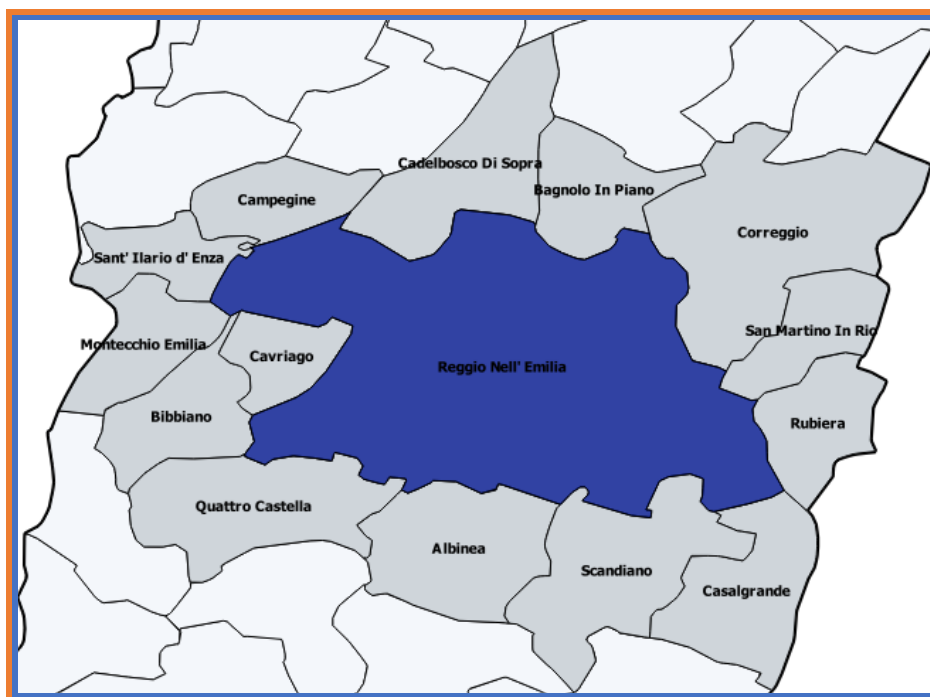 Cadelbosco Di Sopra
Bagnolo In Piano
Campegine
Correggio
Sant' Ilario d' Enza
San Martino In Rio
Montecchio Emilia
Cavriago
Reggio Nell' Emilia
Bibbiano
Rubiera
Quattro Castella
Albinea
Scandiano
Casalgrande